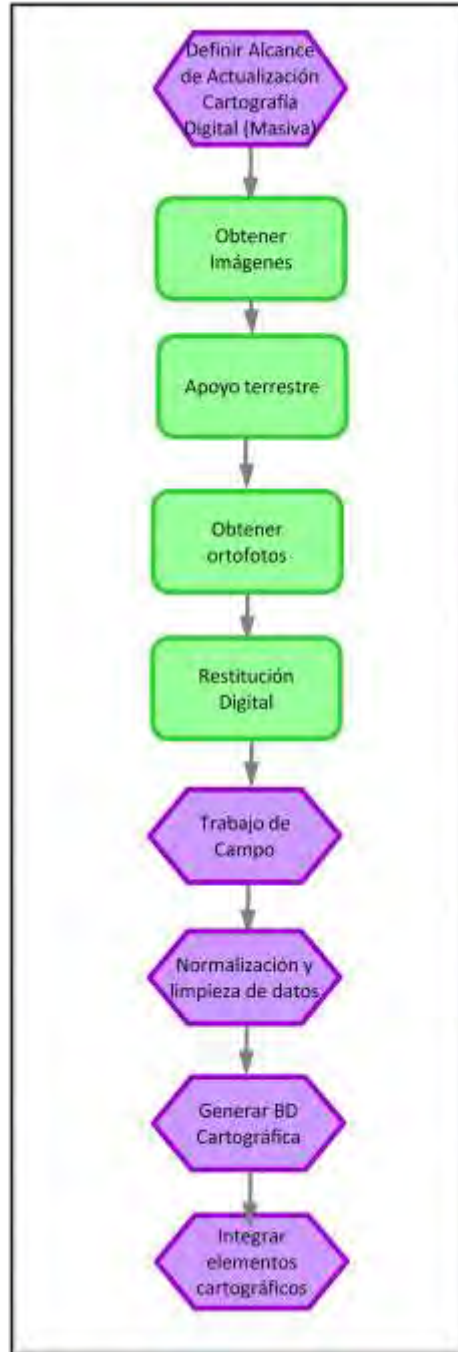 Definir Alcance
de Actualización
Cartografía
Digital (Masiva)
Obtener
Imágenes
Apoyo terrestre
Obtener
ortofotos
Restitución
Digital
Trabajo de
Campo
Normalización y
limpieza de datos
Generar BD
Cartográfica
Integrar
elementos
cartográficos